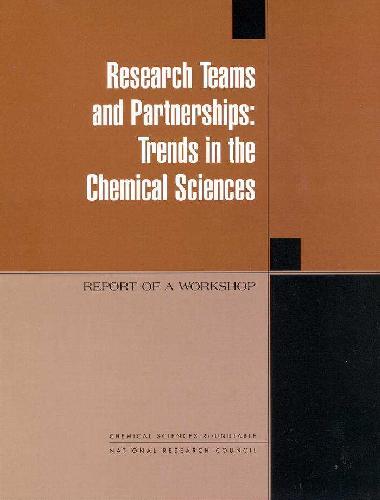 Research Teams
and Partnerships:
Trends in the
Chemical Sciences
REPORT OF A WORKSHOP
CHEMICAL SCIENCES ROUNDTABLE
NATIONAL RESEARCH COUNCIL